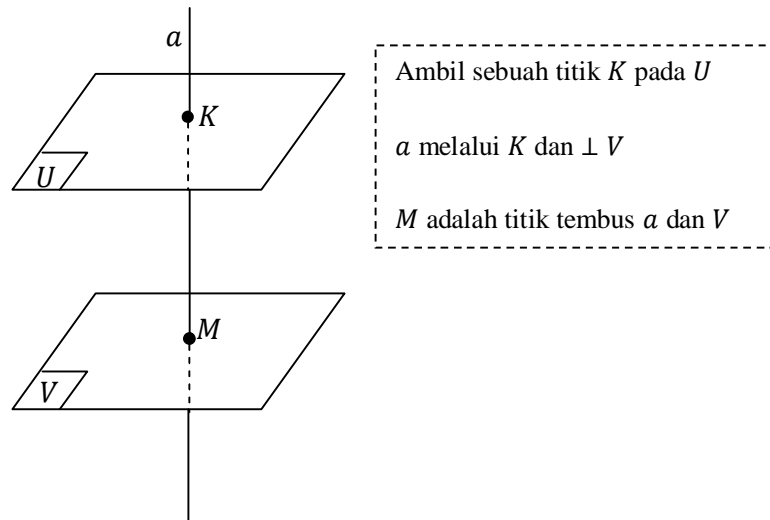 a
K
U
M
V
Ambil sebuah titik K pada U
a melalui K dan ⊥ V
M adalah titik tembus a dan V